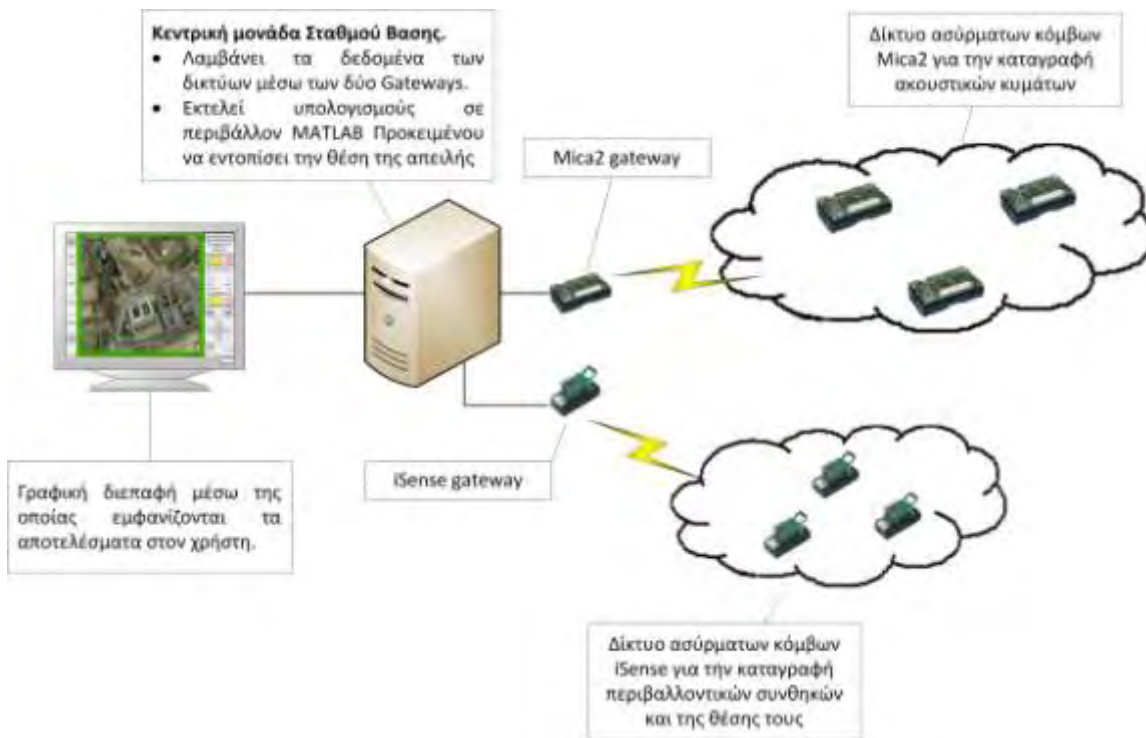 Κεντρική μονάδα Σταθμού Βασης.
• Λαμβάνει τα δεδομένα των
δικτύων μέσω των δύο Gateways.
• Εκτελεί υπολογισμούς σε
περιβάλλον MATLAB Προκειμένου
να εντοπίσει την θέση της απειλής
Δίκτυο ασύρματων κόμβων
Mica2 για την καταγραφή
ακουστικών κυμάτων
Mica2 gateway
iSense gateway
Γραφική διεπαφή μέσω της
οποίας εμφανίζονται τα
αποτελέσματα στον χρήστη.
Δίκτυο ασύρματων κόμβων
iSense για την καταγραφή
περιβαλλοντικών συνθηκών
και της θέσης τους